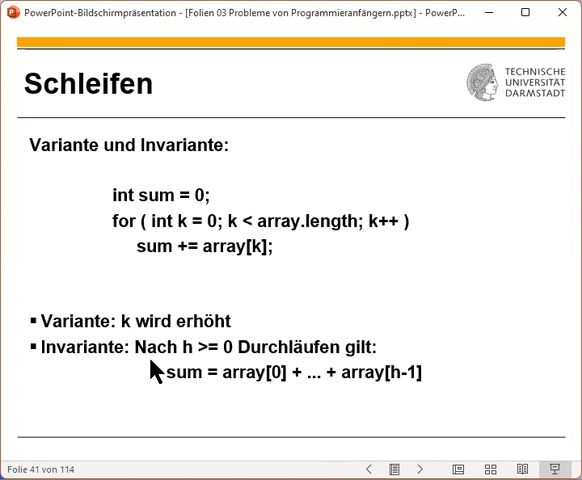 PowerPoint-Bildschirmpräsentation - [Folien 03 Probleme von Programmieranfängern.pptx] - PowerP...
Schleifen
TECHNISCHE
UNIVERSITÄT
DARMSTADT
Variante und Invariante:
int sum = 0;
for ( int k = 0; k < array.length; k++ )
sum += array[k];
▪ Variante: k wird erhöht
▪ Invariante: Nach h >= 0 Durchläufen gilt:
sum = array[0] + ... + array[h-1]
Folie 41 von 114